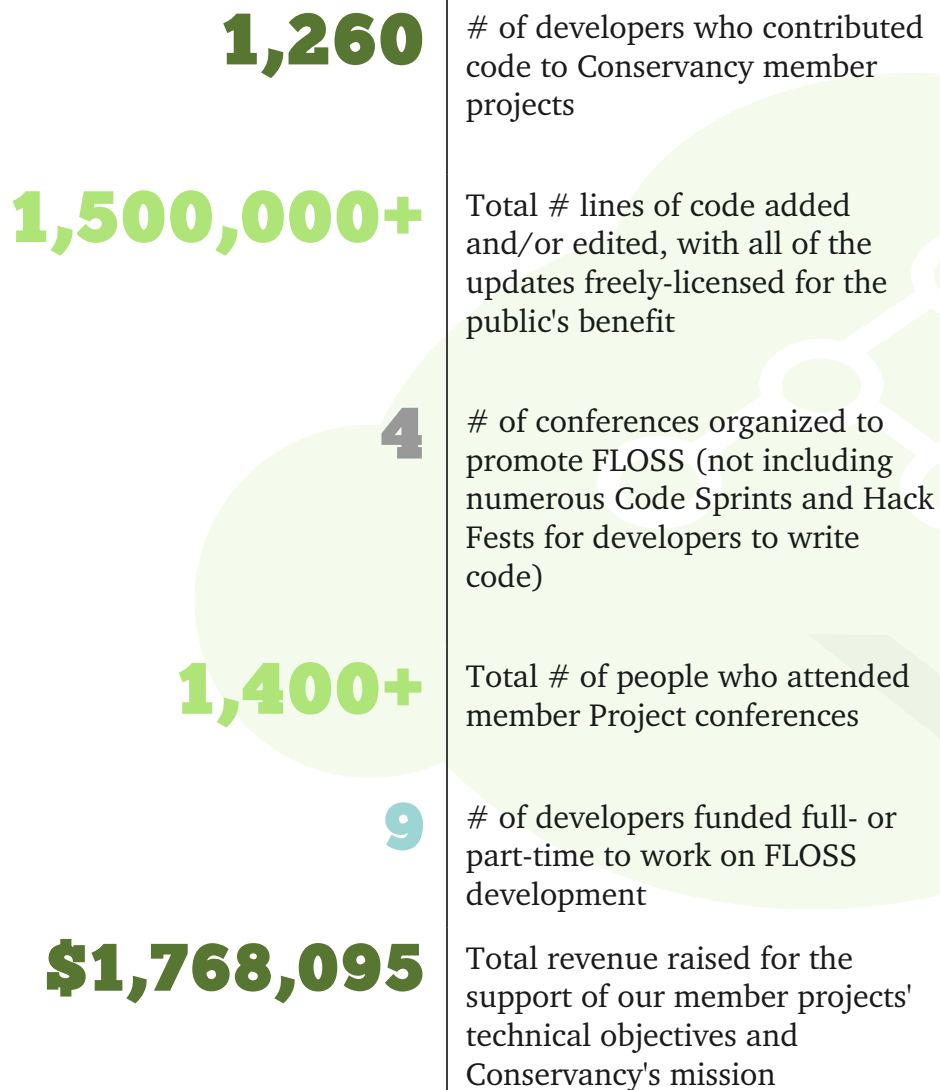 1,260
# of developers who contributed
code to Conservancy member
projects
1,500,000+
Total # lines of code added
and/or edited, with all of the
updates freely-licensed for the
public's benefit
4
# of conferences organized to
promote FLOSS (not including
numerous Code Sprints and Hack
Fests for developers to write
code)
1,400+
Total # of people who attended
member Project conferences
9
# of developers funded full- or
part-time to work on FLOSS
development
$1,768,095
Total revenue raised for the
support of our member projects'
technical objectives and
Conservancy's mission